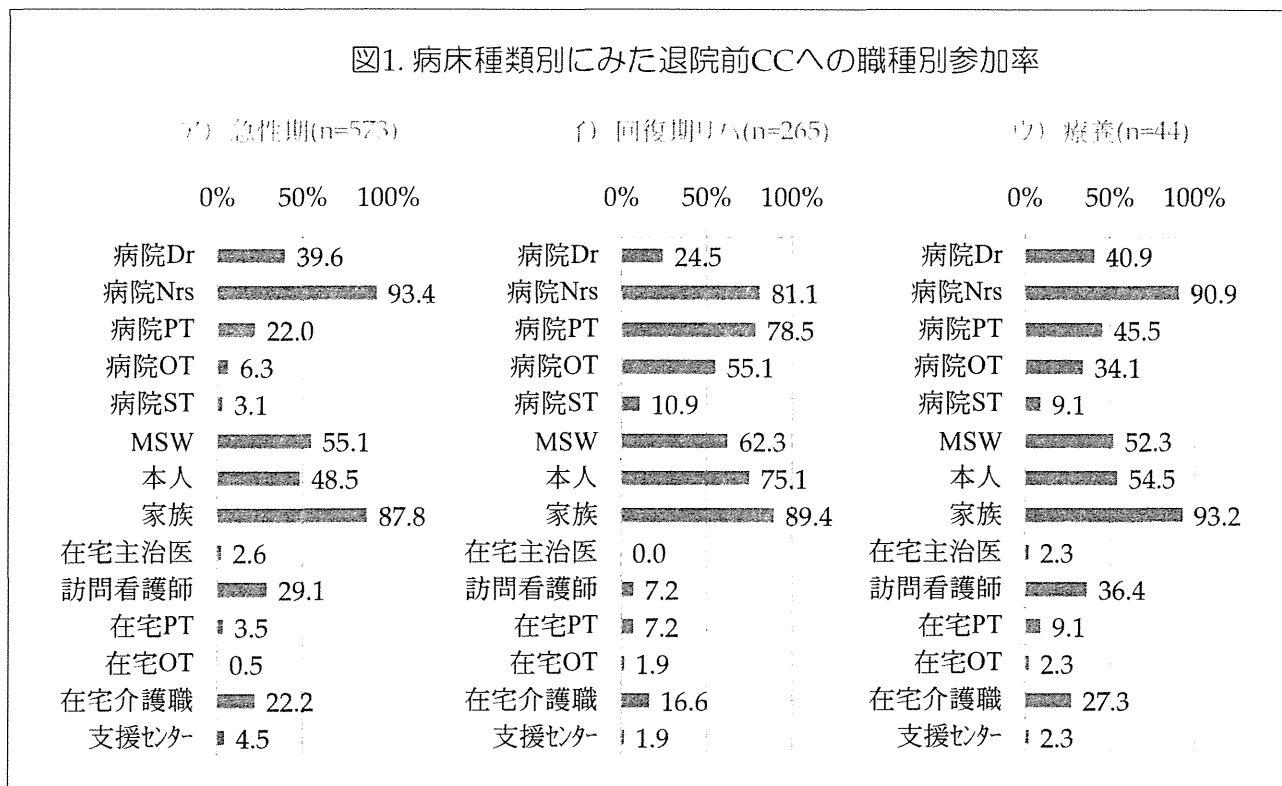 図1. 病床種類別にみた退院前CCへの職種別参加率
ア) 急性期(n=573)
0% 50% 100%
病院Dr 39.6
病院Nrs 93.4
病院PT 22.0
病院OT 6.3
病院ST 3.1
MSW 55.1
本人 48.5
家族 87.8
在宅主治医 2.6
訪問看護師 29.1
在宅PT 3.5
在宅OT 0.5
在宅介護職 22.2
支援センター 4.5
イ) 回復期リハ(n=265)
0% 50% 100%
病院Dr 24.5
病院Nrs 81.1
病院PT 78.5
病院OT 55.1
病院ST 10.9
MSW 62.3
本人 75.1
家族 89.4
在宅主治医 0.0
訪問看護師 7.2
在宅PT 7.2
在宅OT 1.9
在宅介護職 16.6
支援センター 1.9
ウ) 療養(n=44)
0% 50% 100%
病院Dr 40.9
病院Nrs 90.9
病院PT 45.5
病院OT 34.1
病院ST 9.1
MSW 52.3
本人 54.5
家族 93.2
在宅主治医 2.3
訪問看護師 36.4
在宅PT 9.1
在宅OT 2.3
在宅介護職 27.3
支援センター 2.3